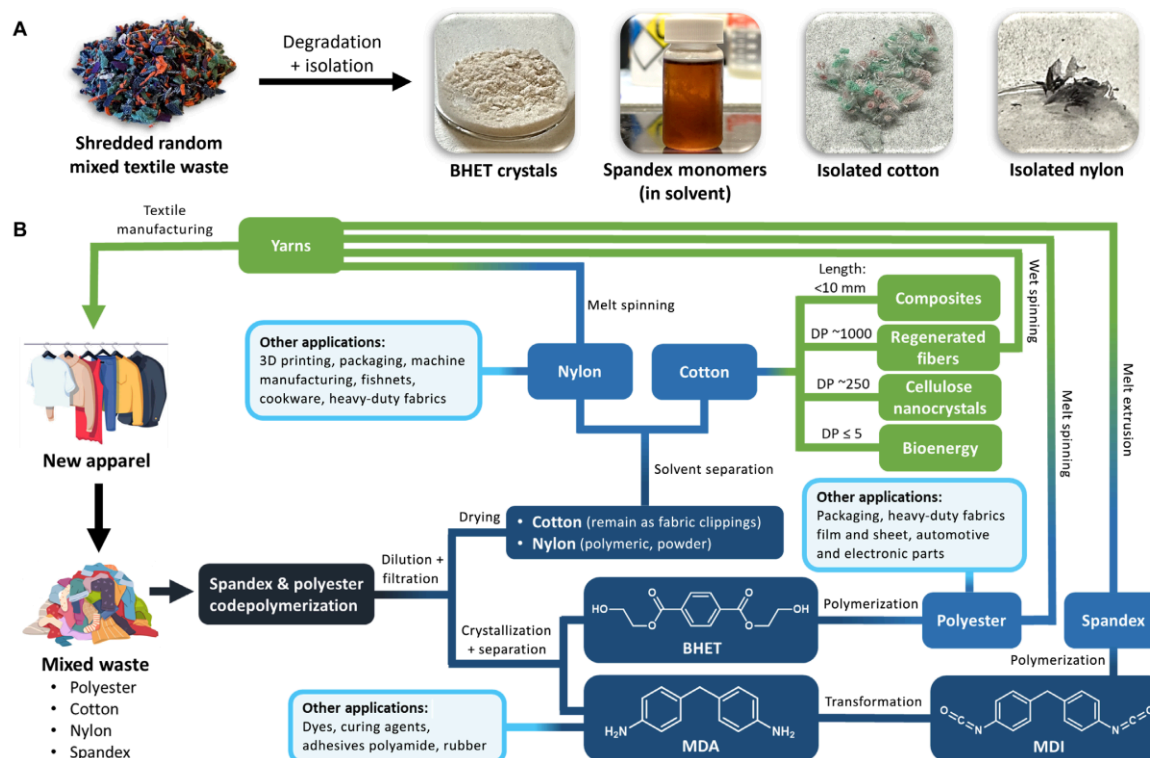 A
Shredded random
mixed textile waste
Degradation
+ isolation
BHET crystals
Spandex monomers
(in solvent)
Isolated cotton
Isolated nylon
B
Textile
manufacturing
Yarns
Melt spinning
Wet spinning
Melt spinning
Melt extrusion
Length:
<10 mm
Composites
DP ~1000
Regenerated
fibers
DP ~250
Cellulose
nanocrystals
DP ≤ 5
Bioenergy
Other applications:
3D printing, packaging, machine
manufacturing, fishnets,
cookware, heavy-duty fabrics
Nylon
Cotton
New apparel
Solvent separation
Drying
• Cotton (remain as fabric clippings)
• Nylon (polymeric, powder)
Other applications:
Packaging, heavy-duty fabrics
film and sheet, automotive
and electronic parts
Dilution +
filtration
Spandex & polyester
codepolymerization
Crystallization
+ separation
HO
O
O
O
O
OH
BHET
Polymerization
Polyester
Spandex
Polymerization
Mixed waste
• Polyester
• Cotton
• Nylon
• Spandex
Other applications:
Dyes, curing agents,
adhesives polyamide, rubber
H₂N
NH₂
MDA
Transformation
O=C=N
N=C=O
MDI